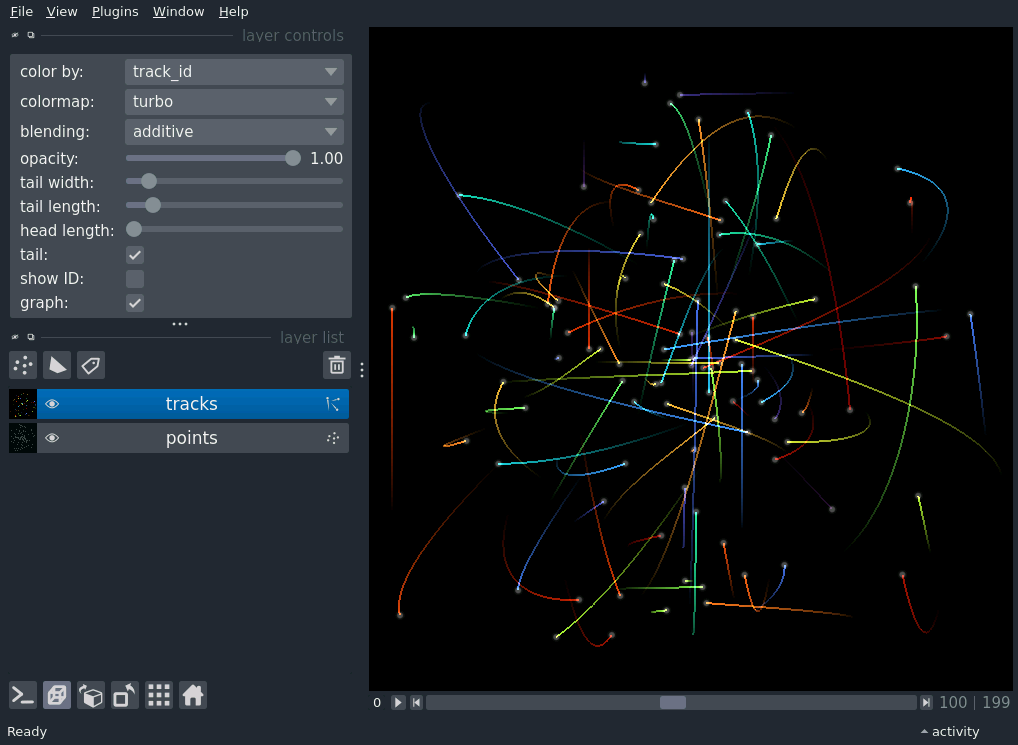 File View Plugins Window Help
layer controls
color by: track_id
colormap: turbo
blending: additive
opacity: 1.00
tail width:
tail length:
head length:
tail:
show ID:
graph:
layer list
tracks
points
0 100 199
Ready activity